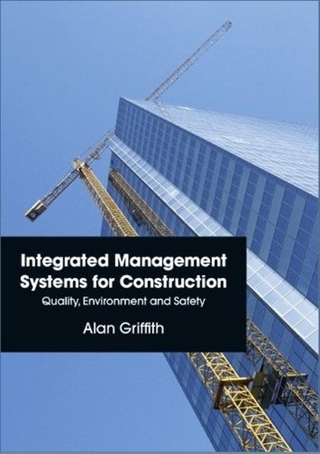 Integrated Management
Systems for Construction
Quality, Environment and Safety
Alan Griffith